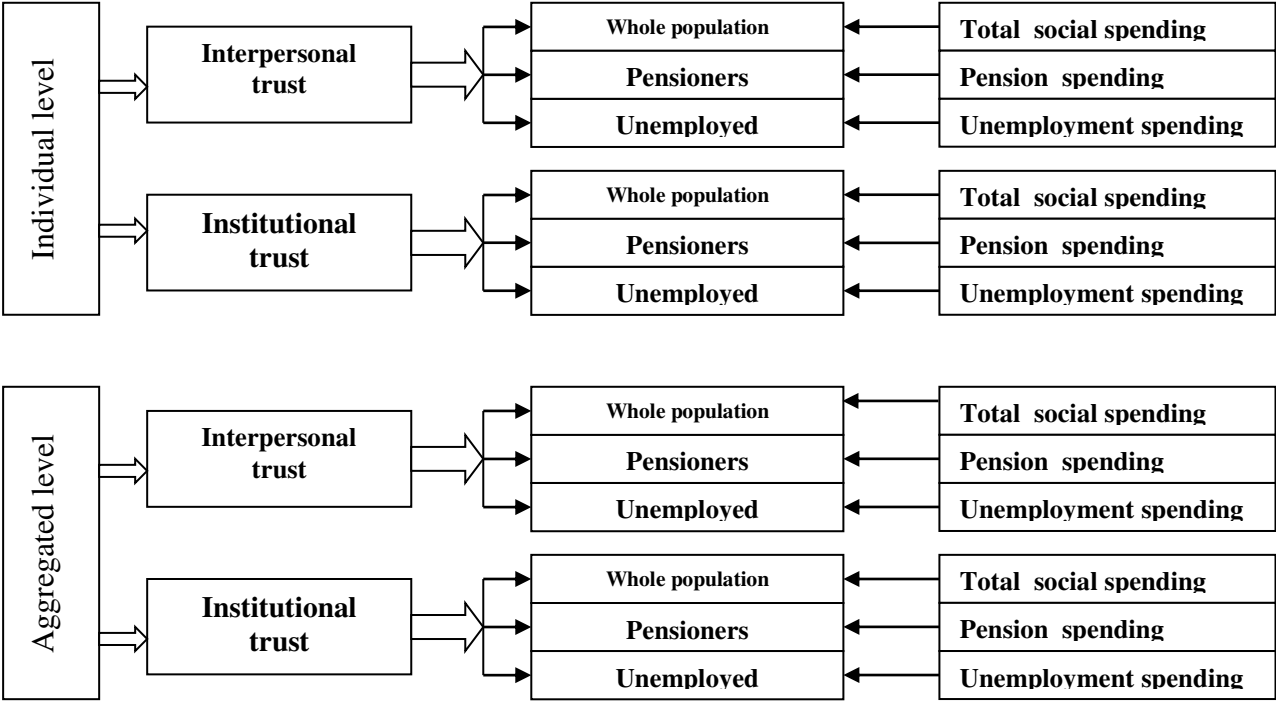 Individual level
Interpersonal
trust
Whole population
Pensioners
Unemployed
Total social spending
Pension spending
Unemployment spending
Institutional
trust
Whole population
Pensioners
Unemployed
Total social spending
Pension spending
Unemployment spending
Aggregated level
Interpersonal
trust
Whole population
Pensioners
Unemployed
Total social spending
Pension spending
Unemployment spending
Institutional
trust
Whole population
Pensioners
Unemployed
Total social spending
Pension spending
Unemployment spending